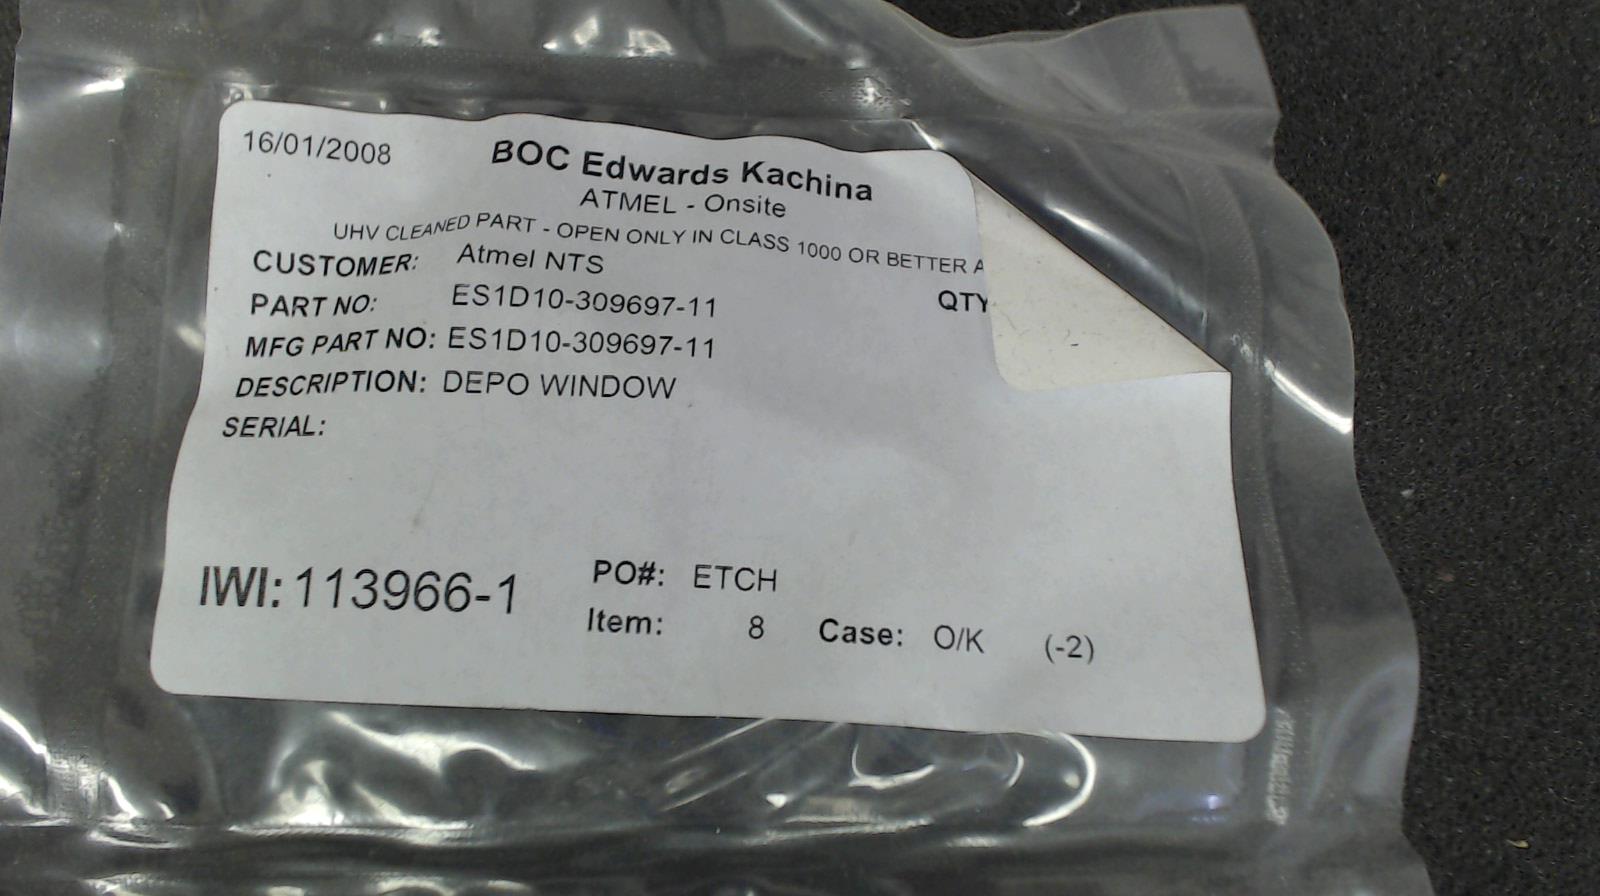 16/01/2008
BOC Edwards Kachina
ATMEL - Onsite
UHV CLEANED PART - OPEN ONLY IN CLASS 1000 OR BETTER A
CUSTOMER: Atmel NTS
PART NO: ES1D10-309697-11 QTY
MFG PART NO: ES1D10-309697-11
DESCRIPTION: DEPO WINDOW
SERIAL:
IWI: 113966-1
PO#: ETCH
Item: 8 Case: O/K (-2)